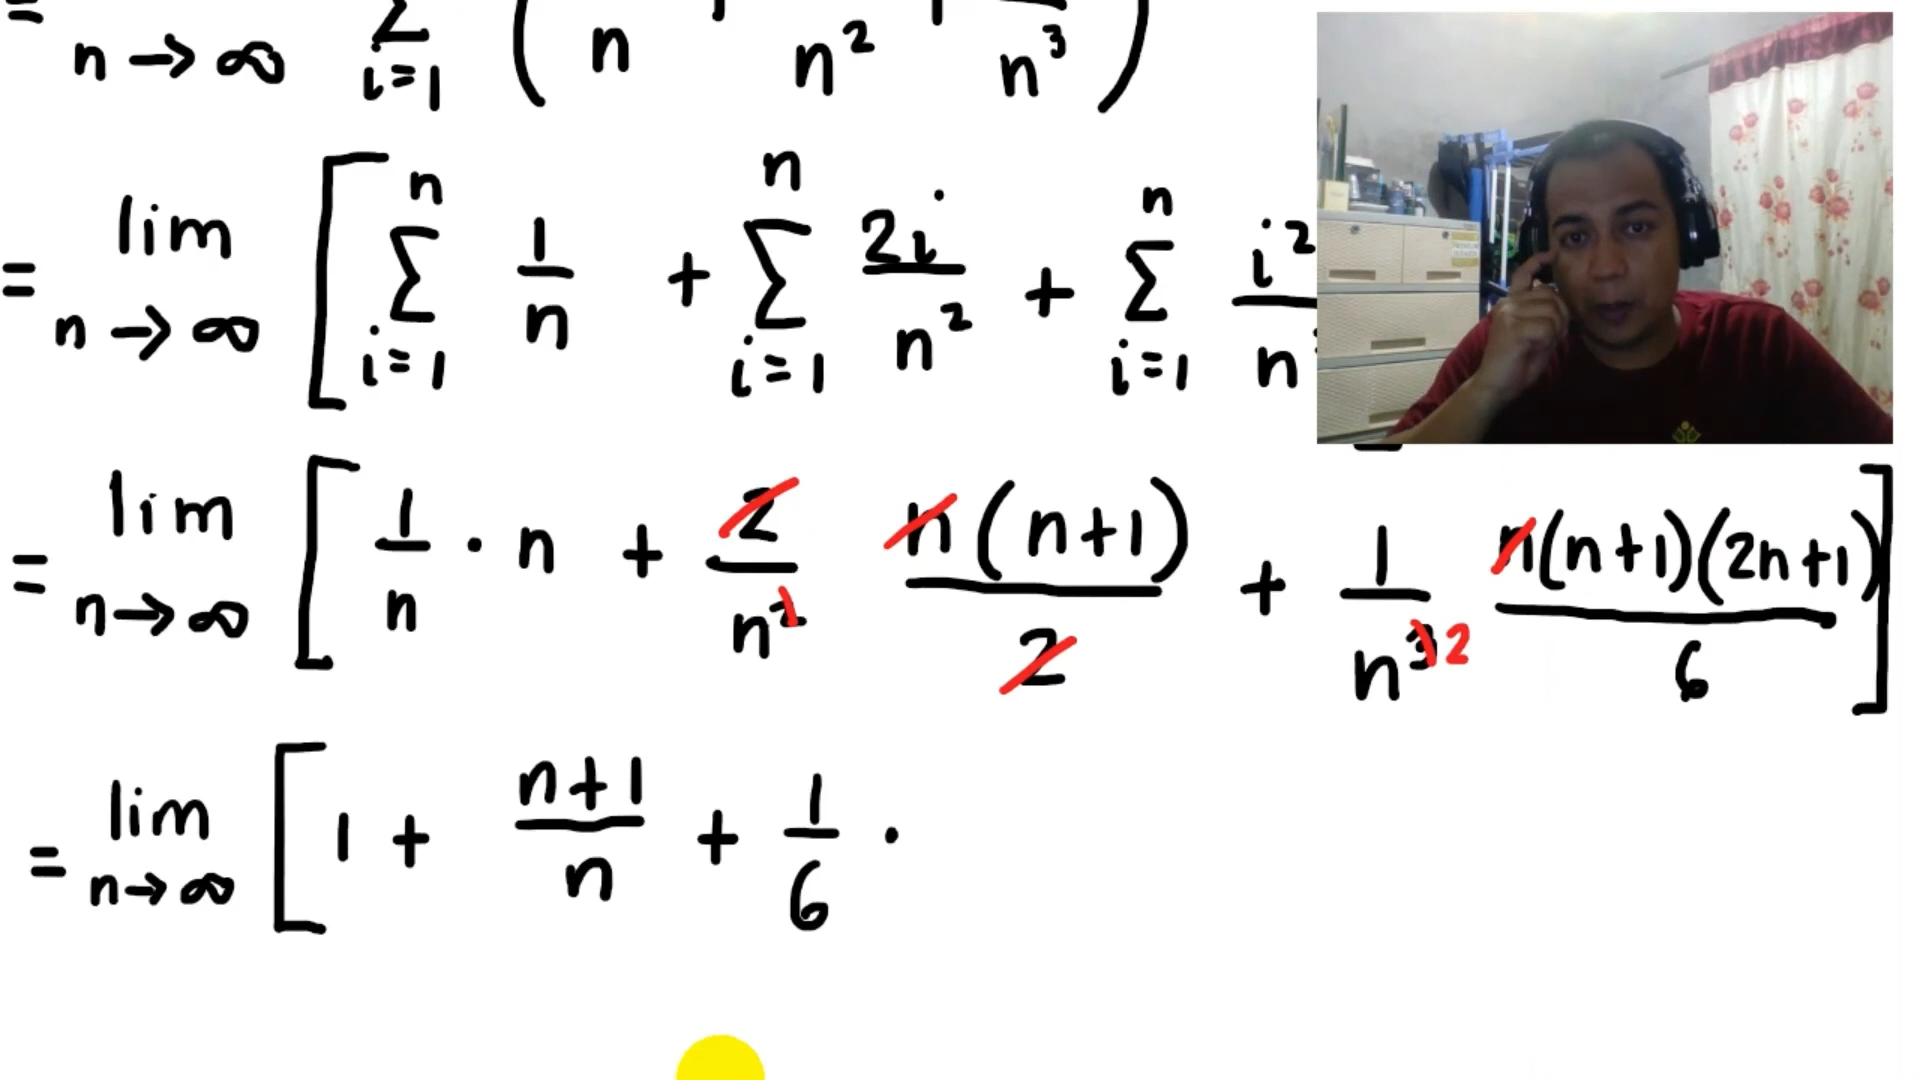 = n→∞ Σ i=1 ( n + n² + n³ )
= lim n→∞ [ Σ i=1 n 1/n + Σ i=1 n 2i/n² + Σ i=1 n i²/n
= lim n→∞ [ 1/n · n + 2/n² n(n+1)/2 + 1/n³ 2 n(n+1)(2n+1)/6 ]
= lim n→∞ [ 1 + n+1/n + 1/6 ·